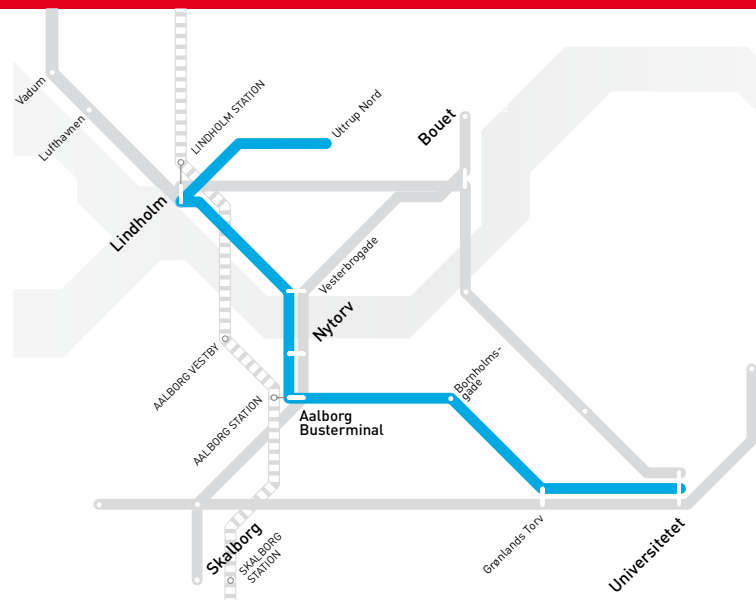 Vadum
Lufthavnen
LINDHOLM STATION
Uttrup Nord
Bouet
Lindholm
Vesterbrogade
Nytorv
AALBORG VESTBY
Bornholms-
gade
AALBORG STATION
Aalborg
Busterminal
Skalborg
SKALBORG
STATION
Grønlands Torv
Universitetet